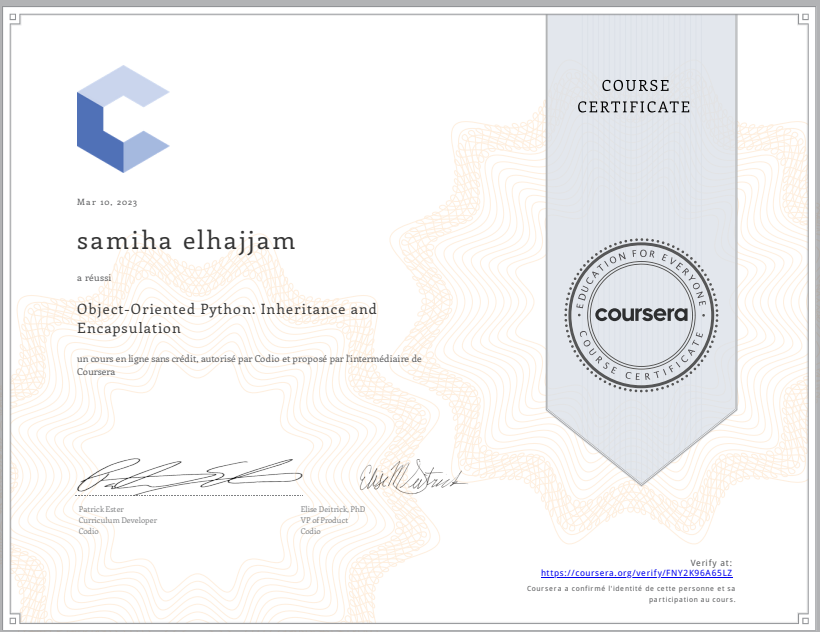 COURSE
CERTIFICATE
Mar 10, 2023
samiha elhajjam
a réussi
Object-Oriented Python: Inheritance and
Encapsulation
un cours en ligne sans crédit, autorisé par Codio et proposé par l'intermédiaire de
Coursera
EDUCATION FOR EVERYONE
coursera
COURSE CERTIFICATE
Elise M Deitrick
Patrick Ester
Curriculum Developer
Codio
Elise Deitrick, PhD
VP of Product
Codio
Verify at:
https://coursera.org/verify/FNY2K96A65LZ
Coursera a confirmé l'identité de cette personne et sa
participation au cours.